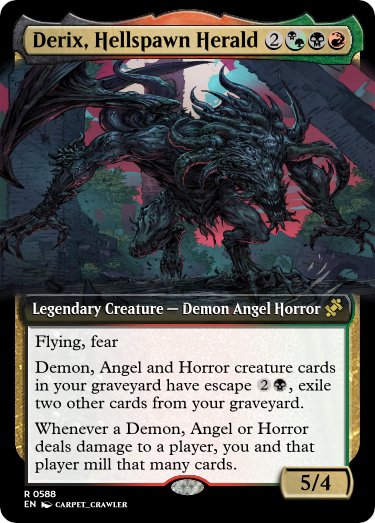 Derix, Hellspawn Herald 2
Legendary Creature — Demon Angel Horror
Flying, fear
Demon, Angel and Horror creature cards
in your graveyard have escape 2, exile
two other cards from your graveyard.
Whenever a Demon, Angel or Horror
deals damage to a player, you and that
player mill that many cards.
5/4
R 0588
EN CARPET_CRAWLER